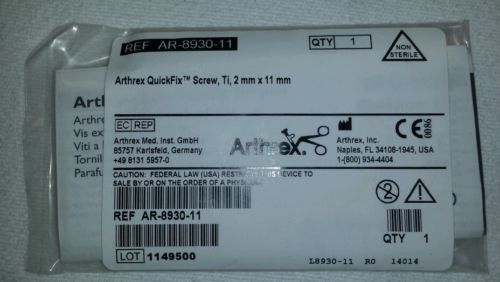 REF AR-8930-11
QTY 1
NON STERILE
Arthrex QuickFix™ Screw, Ti, 2 mm x 11 mm
EC REP
Arthrex Med. Inst. GmbH
85757 Karlsfeld, Germany
+49 8131 5957-0
Arthrex
Arthrex, Inc.
Naples, FL 34108-1945, USA
1-(800) 934-4404
CE 0086
CAUTION: FEDERAL LAW (USA) RESTRICTS THIS DEVICE TO
SALE BY OR ON THE ORDER OF A PHYSICIAN
REF AR-8930-11
2
QTY 1
LOT 1149500
L8930-11 R0 14014
Arth
Arthre
Vis ex
Viti a l
Tornil
Parafu